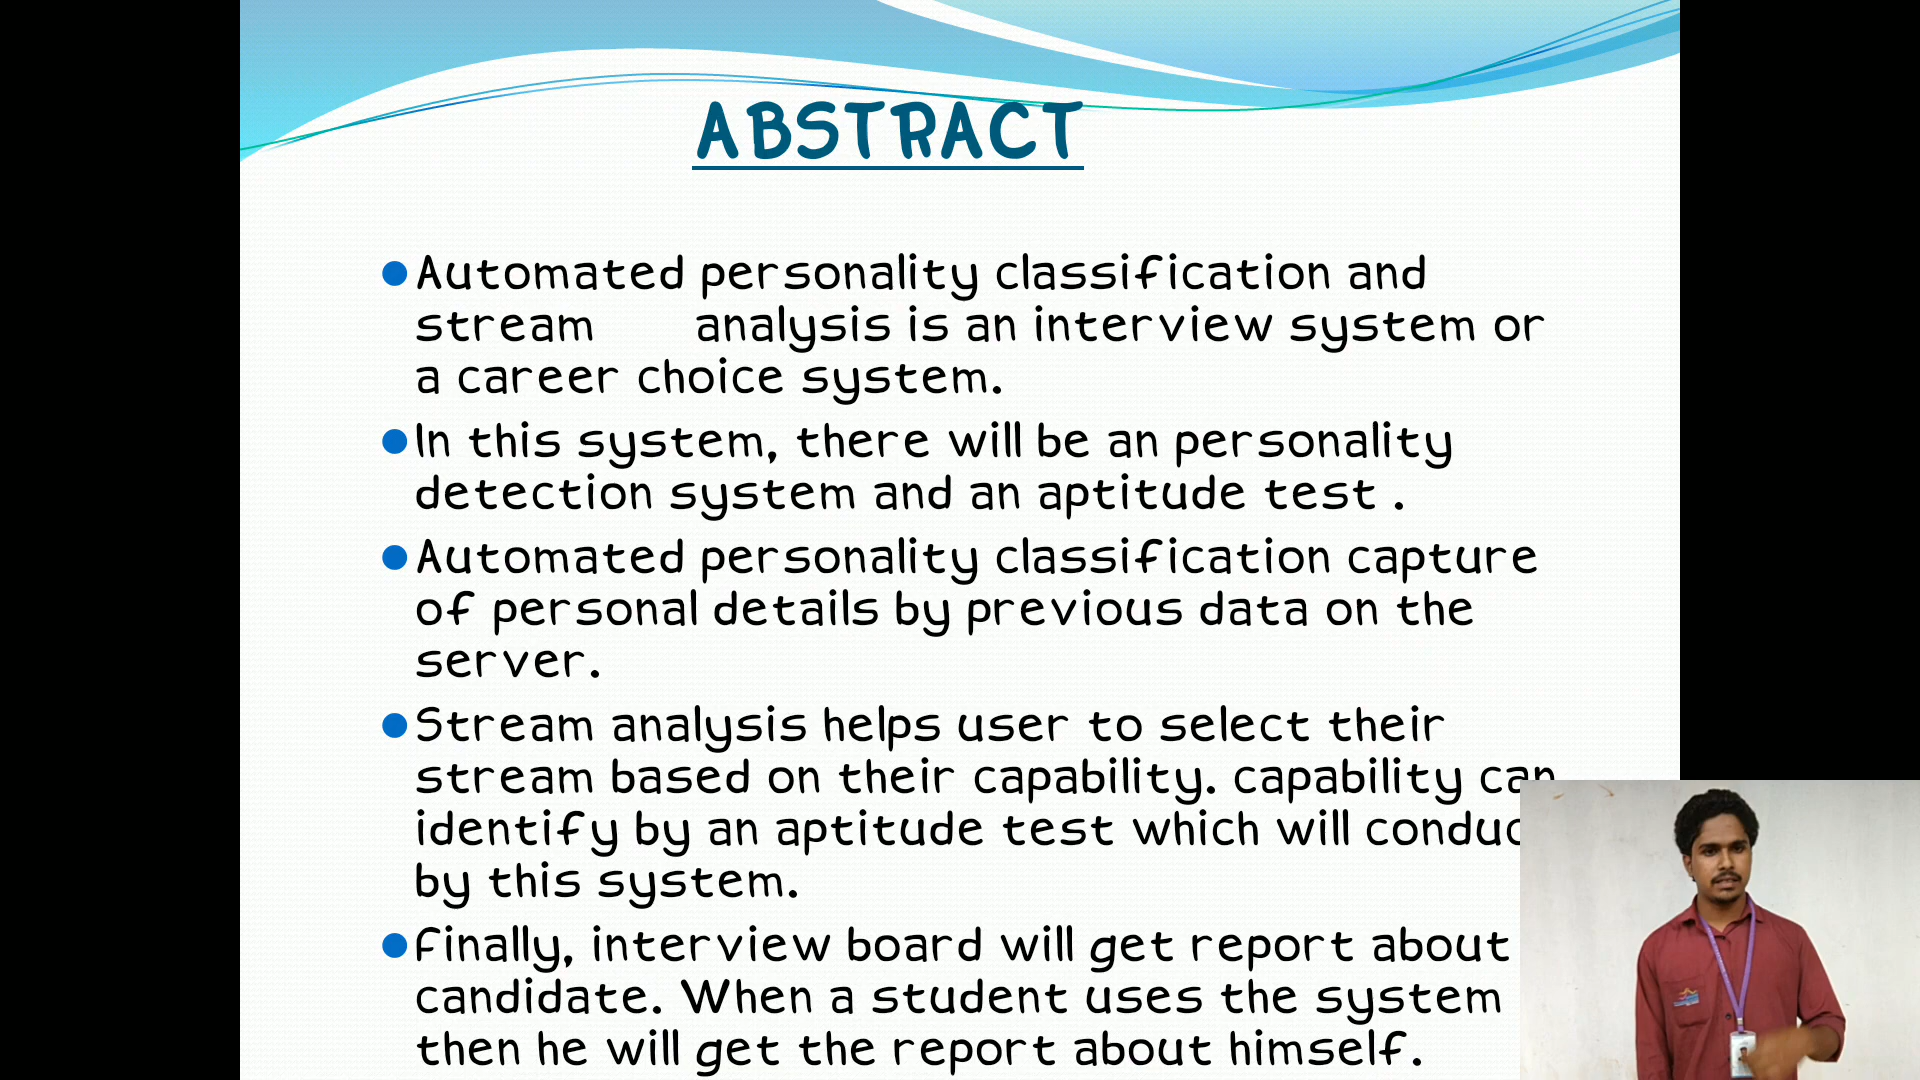 ABSTRACT
Automated personality classification and
stream analysis is an interview system or
a career choice system.
In this system, there will be an personality
detection system and an aptitude test .
Automated personality classification capture
of personal details by previous data on the
server.
Stream analysis helps user to select their
stream based on their capability. capability can
identify by an aptitude test which will conduc
by this system.
Finally, interview board will get report about
candidate. When a student uses the system
then he will get the report about himself.